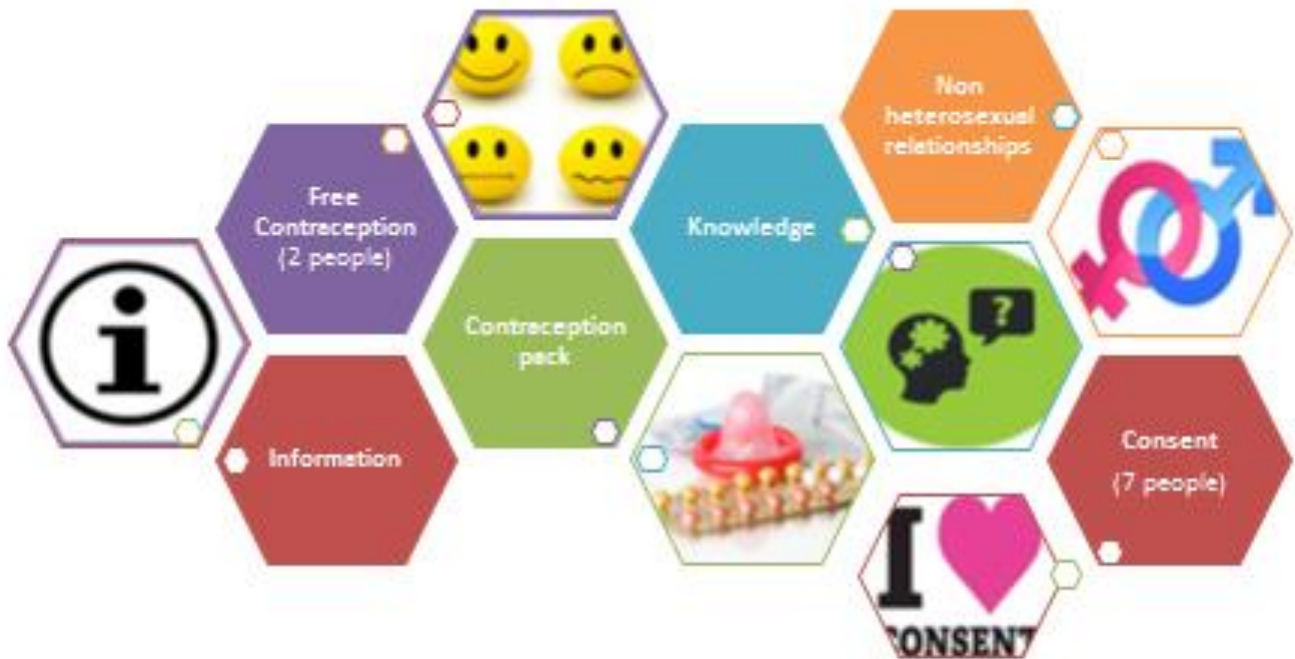 Non
heterosexual
relationships
Free
Contraception
(2 people)
Knowledge
Contraception
pack
?
i
Information
Consent
(7 people)
I
CONSENT